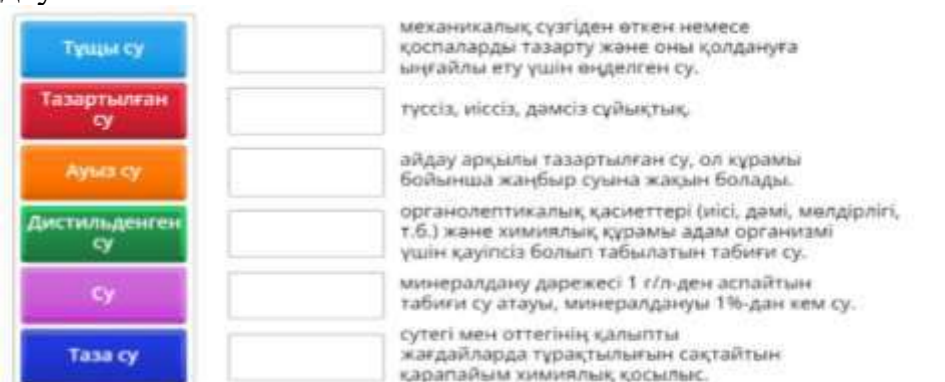 Тұщы су
механикалық сүзгіден өткен немесе
қоспаларды тазарту және оны қолдануға
ыңғайлы ету үшін өңделген су.
Тазартылған
су
түссіз, иіссіз, дәмсіз сұйықтық.
Ауыз су
айдау арқылы тазартылған су, ол құрамы
бойынша жаңбыр суына жақын болады.
Дистильденген
су
органолептикалық қасиеттері (иісі, дәмі, мөлдірлігі,
т.б.) және химиялық құрамы адам организмі
үшін қауіпсіз болып табылатын табиғи су.
Су
минералдану дәрежесі 1 г/л-ден аспайтын
табиғи су атауы, минералдануы 1%-дан кем су.
Таза су
сутегі мен оттегінің қалыпты
жағдайларда тұрақтылығын сақтайтын
қарапайым химиялық қосылыс.